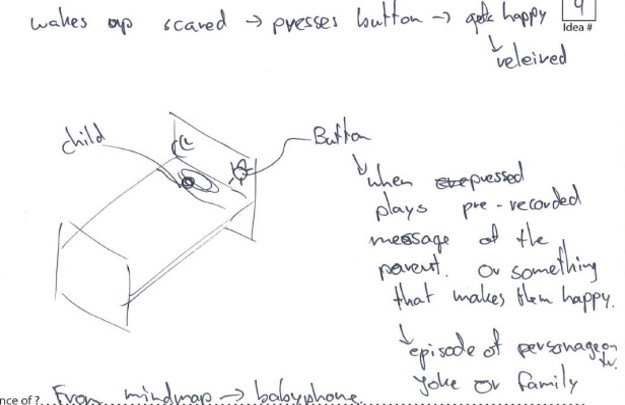 wakes up scared → presses button → gets happy
4
Idea #
releived
child
Button
when pressed
plays pre-recorded
message of the
parent. Or something
that makes them happy.
episode of personage on tv.
Joke or family
nce of ?... From mindmap → babyphone